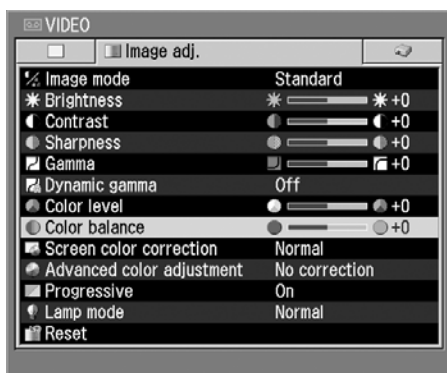 VIDEO
Image adj.
Image mode Standard
Brightness +0
Contrast +0
Sharpness +0
Gamma +0
Dynamic gamma Off
Color level +0
Color balance +0
Screen color correction Normal
Advanced color adjustment No correction
Progressive On
Lamp mode Normal
Reset